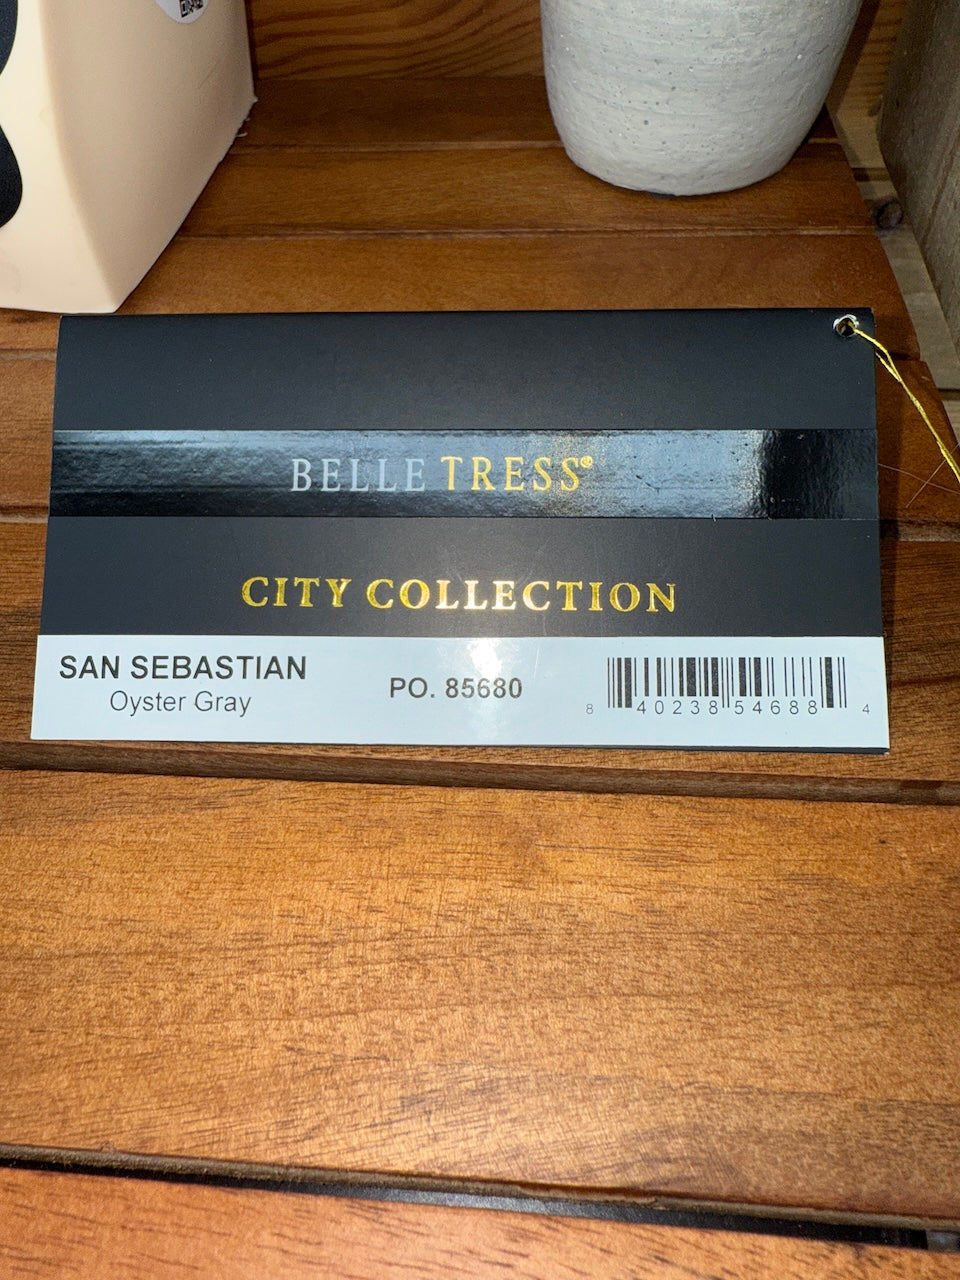 BELLE TRESS®
CITY COLLECTION
SAN SEBASTIAN
Oyster Gray
PO. 85680
8 40238 54688 4